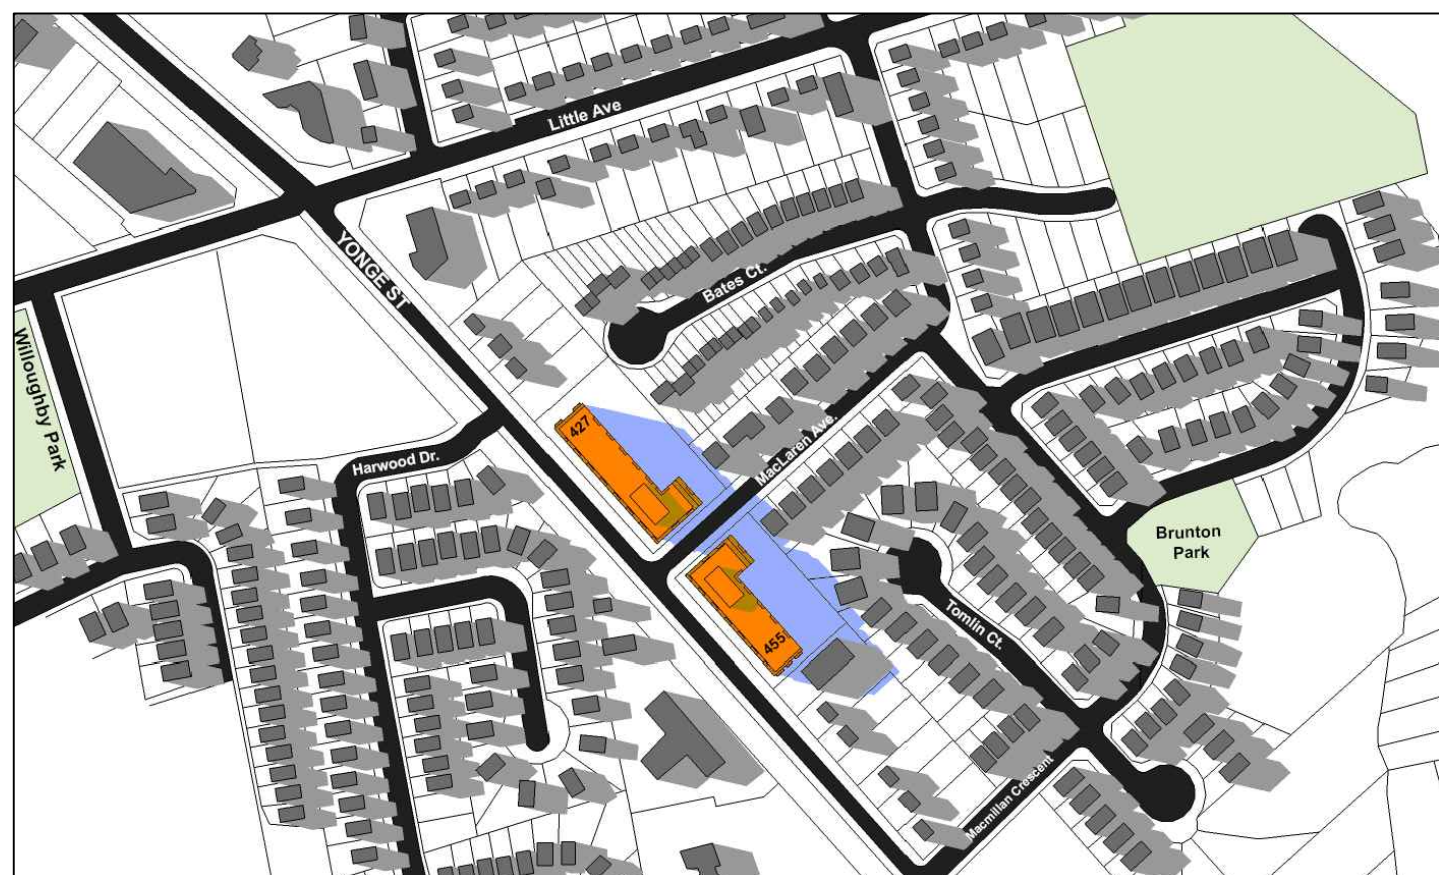 Little Ave
YONGE ST
Bates Ct.
Willoughby Park
427
MacLaren Ave.
Harwood Dr.
Brunton
Park
455
Tomlin Ct.
Macmillan Crescent